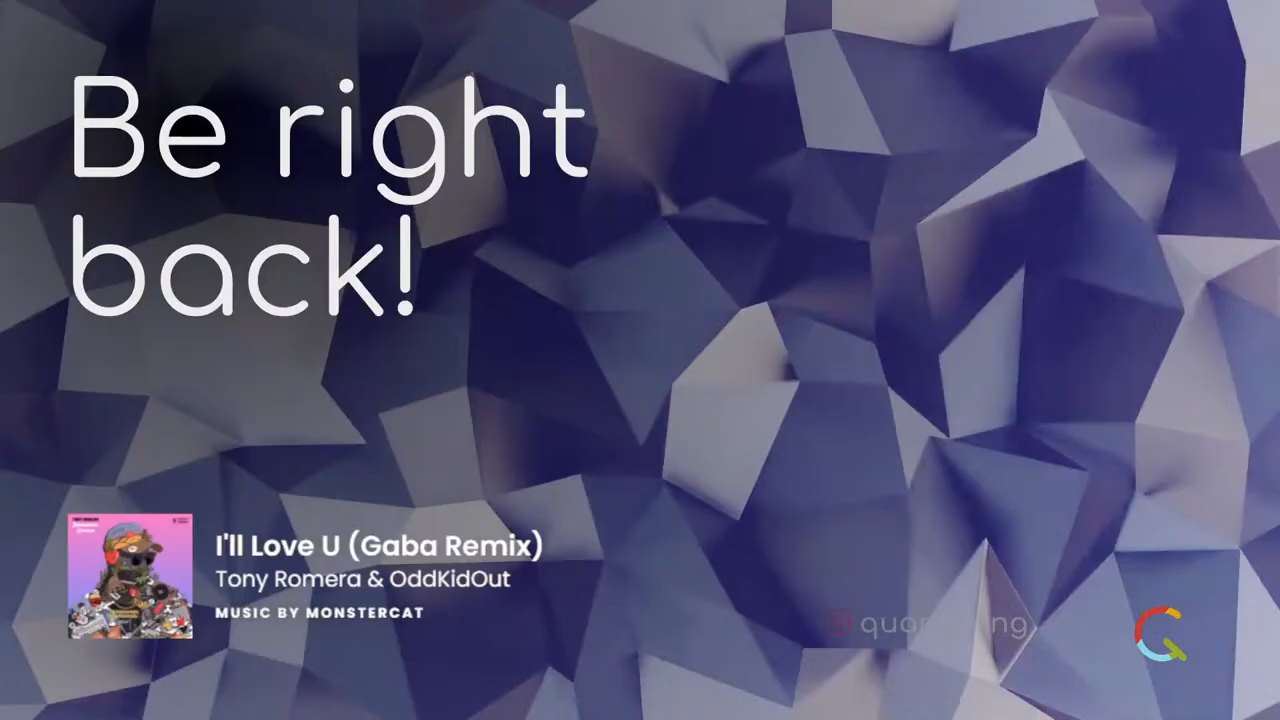 Be right
back!
I'll Love U (Gaba Remix)
Tony Romera & OddKidOut
MUSIC BY MONSTERCAT